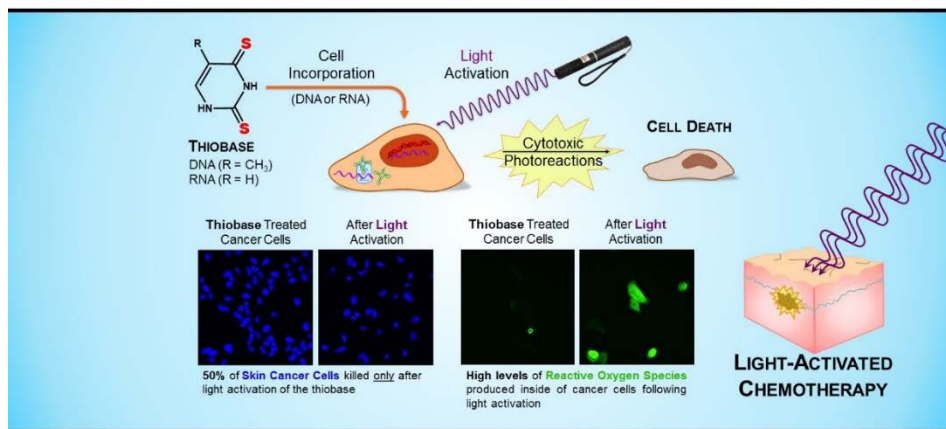 R
S
NH
NH
S
THIOBASE
DNA (R = CH₃)
RNA (R = H)
Cell
Incorporation
(DNA or RNA)
Light
Activation
Cytotoxic
Photoreactions
CELL DEATH
Thiobase Treated
Cancer Cells
After Light
Activation
50% of Skin Cancer Cells killed only after
light activation of the thiobase
Thiobase Treated
Cancer Cells
After Light
Activation
High levels of Reactive Oxygen Species
produced inside of cancer cells following
light activation
LIGHT-ACTIVATED
CHEMOTHERAPY